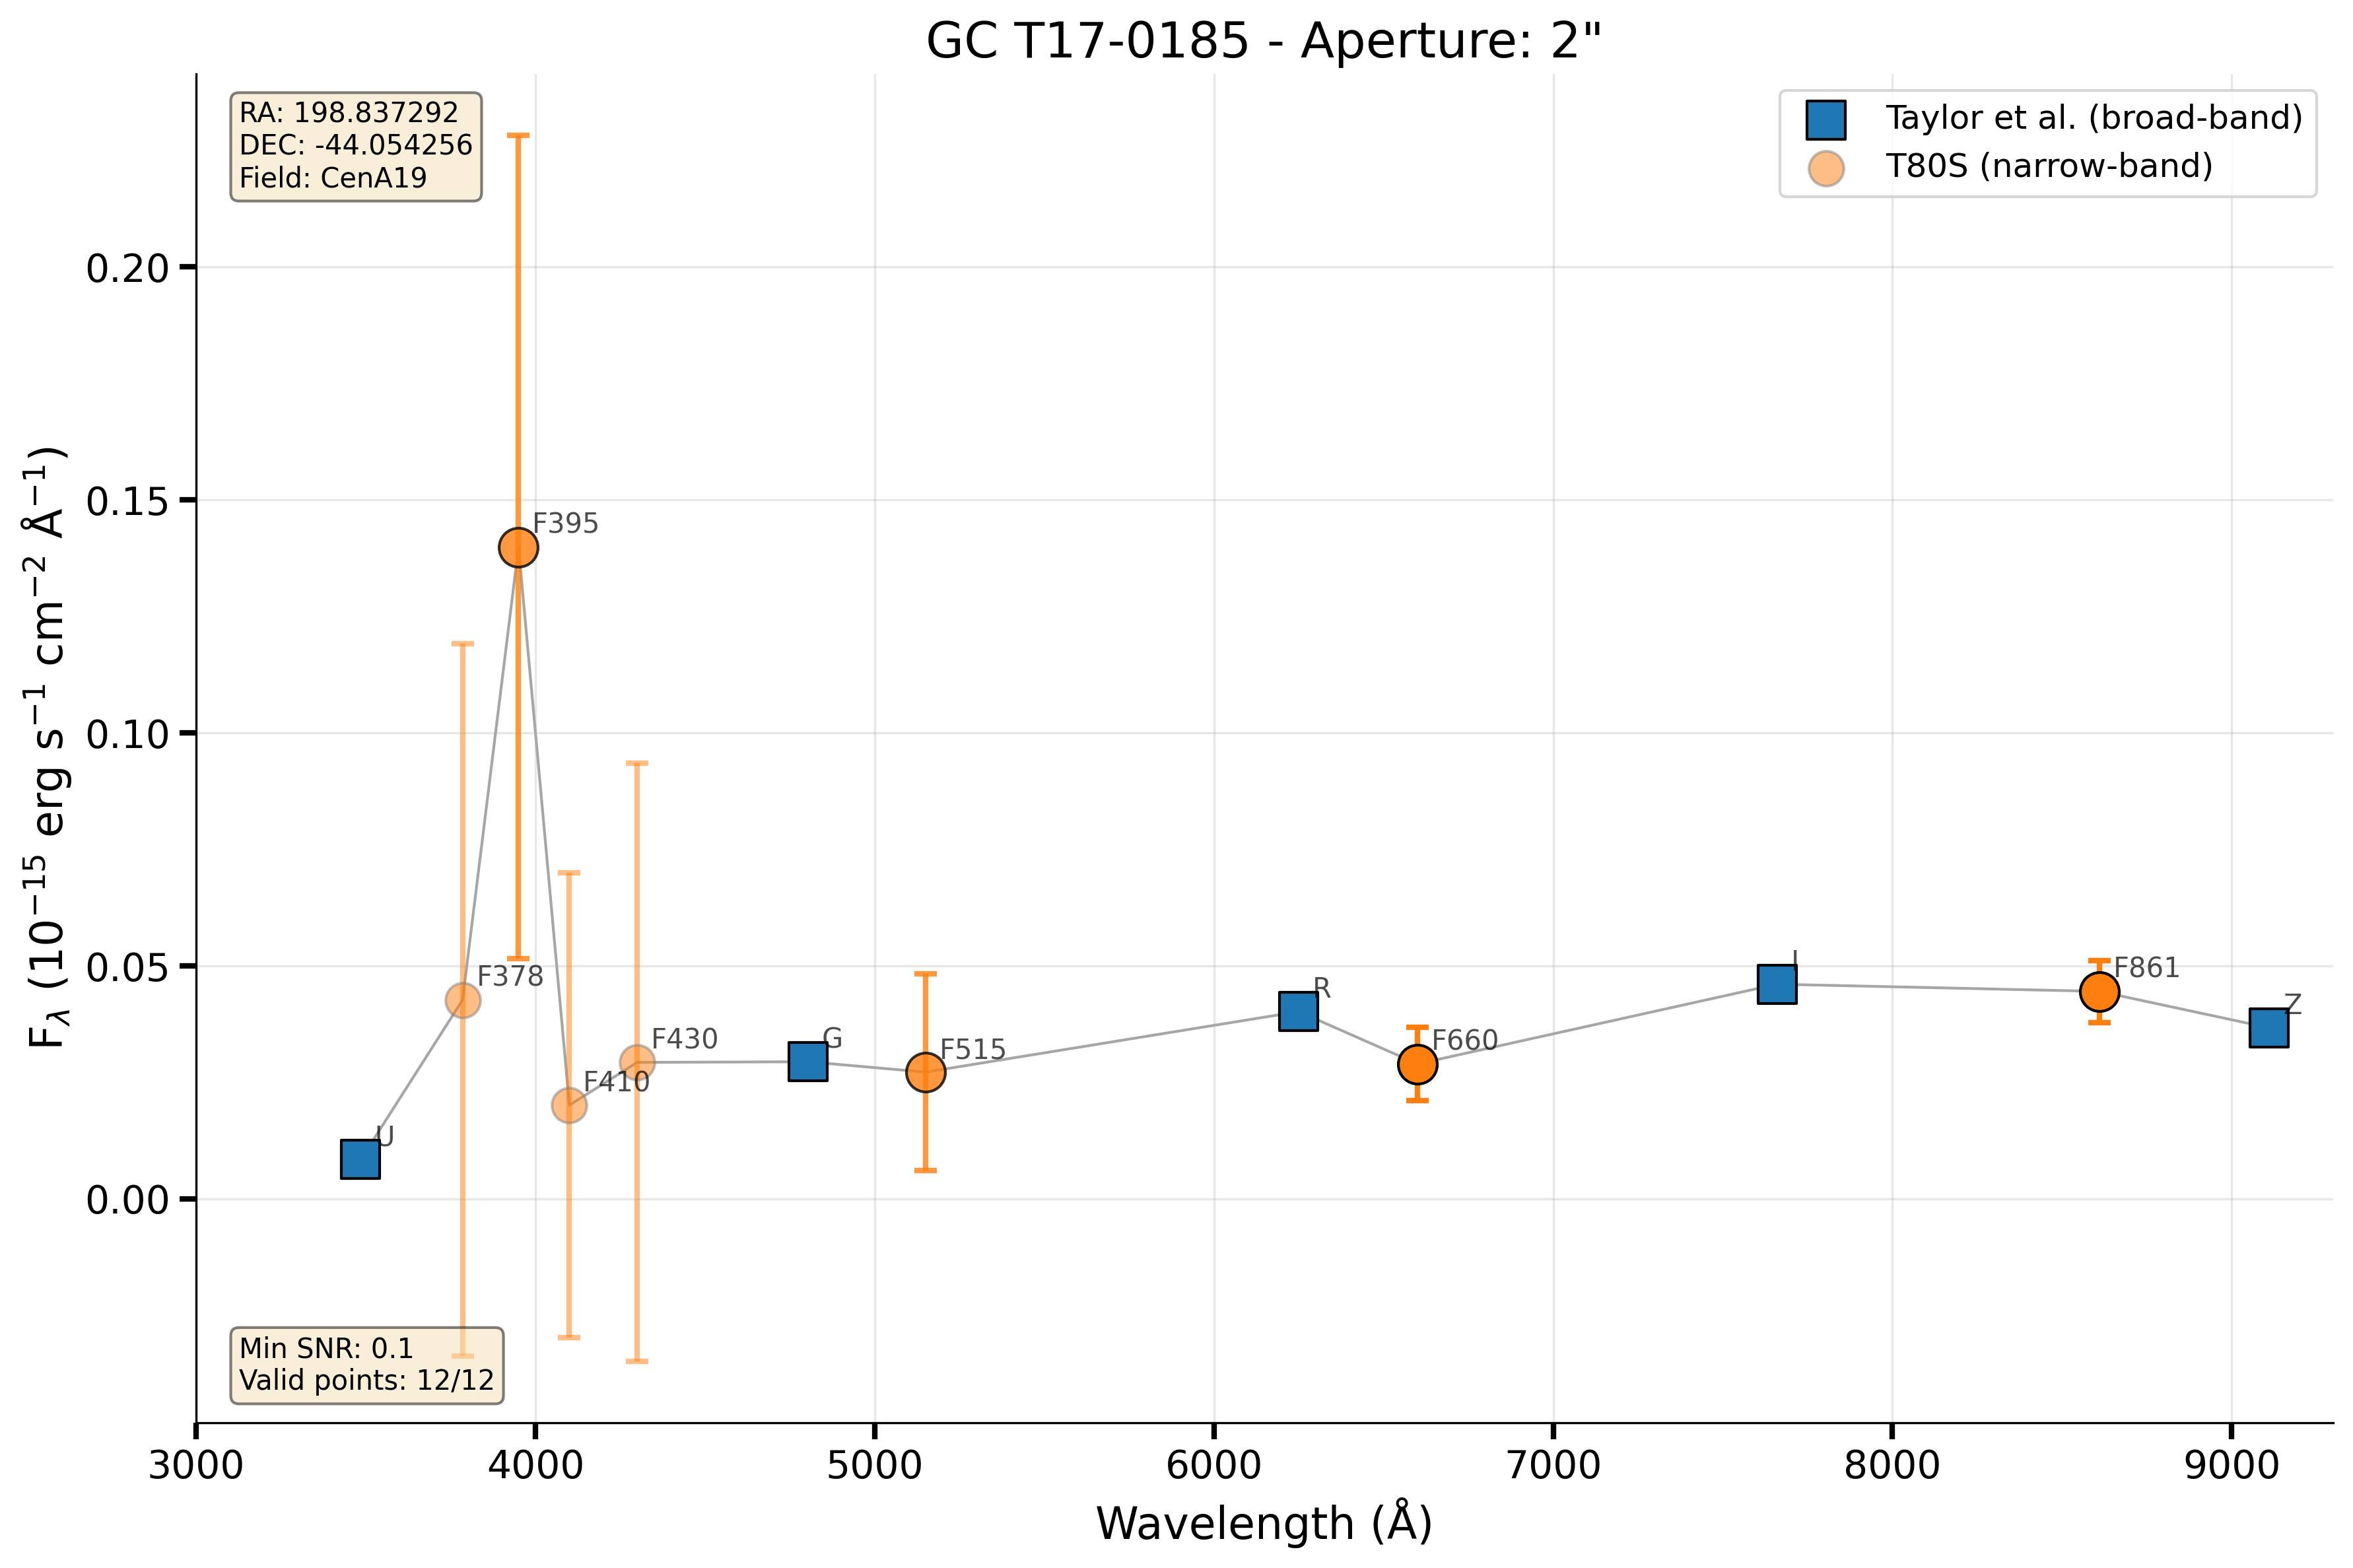 GC T17-0185 - Aperture: 2"
RA: 198.837292
DEC: -44.054256
Field: CenA19
Taylor et al. (broad-band)
T80S (narrow-band)
F_λ (10⁻¹⁵ erg s⁻¹ cm⁻² Å⁻¹)
0.20
0.15
0.10
0.05
0.00
U
F378
F395
F410
F430
G
F515
R
F660
I
F861
Z
Min SNR: 0.1
Valid points: 12/12
3000 4000 5000 6000 7000 8000 9000
Wavelength (Å)